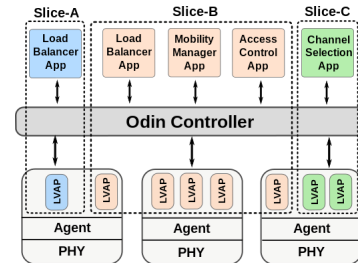 Slice-A
Slice-B
Slice-C
Load
Balancer
App
Load
Balancer
App
Mobility
Manager
App
Access
Control
App
Channel
Selection
App
Odin Controller
LVAP
LVAP
LVAP
LVAP
LVAP
LVAP
LVAP
LVAP
Agent
Agent
Agent
PHY
PHY
PHY